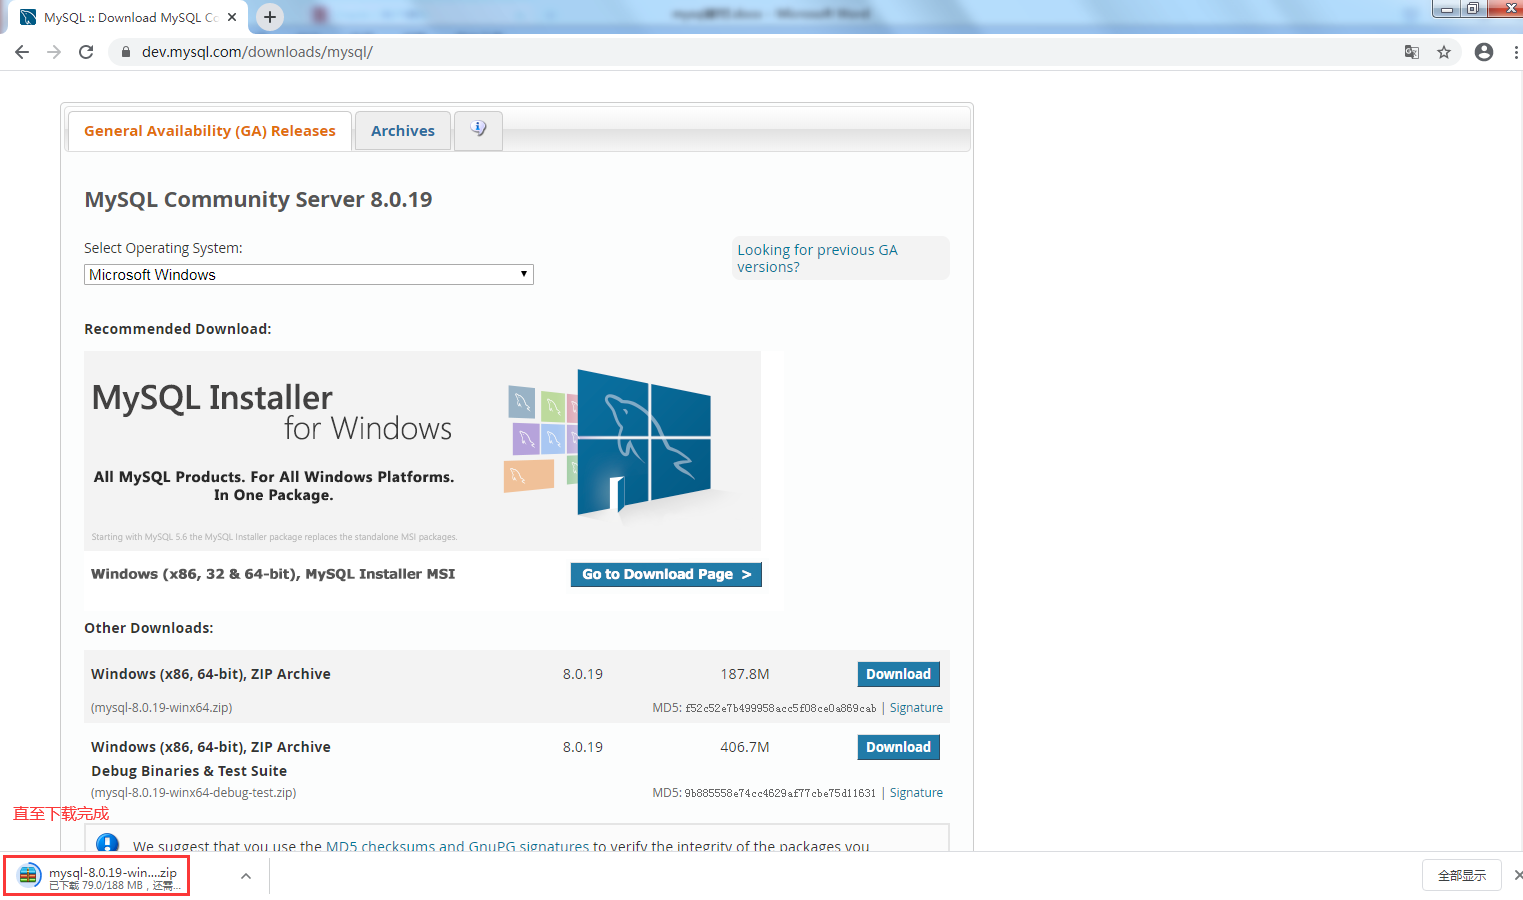 MySQL :: Download MySQL Co
dev.mysql.com/downloads/mysql/
General Availability (GA) Releases
Archives
MySQL Community Server 8.0.19
Select Operating System:
Looking for previous GA
versions?
Microsoft Windows
Recommended Download:
MySQL Installer
for Windows
All MySQL Products. For All Windows Platforms.
In One Package.
Starting with MySQL 5.6 the MySQL Installer package replaces the standalone MSI packages.
Windows (x86, 32 & 64-bit), MySQL Installer MSI
Go to Download Page >
Other Downloads:
Windows (x86, 64-bit), ZIP Archive 8.0.19 187.8M Download
(mysql-8.0.19-winx64.zip) MD5: f52c52e7b499958acc5f08ce0a869cab | Signature
Windows (x86, 64-bit), ZIP Archive 8.0.19 406.7M Download
Debug Binaries & Test Suite
(mysql-8.0.19-winx64-debug-test.zip) MD5: 9b885558e74cc4629af77cbe75d11631 | Signature
直至下载完成
We suggest that you use the MD5 checksums and GnuPG signatures to verify the integrity of the packages you
mysql-8.0.19-win....zip
已下载 79.0/188 MB，还需...
全部显示